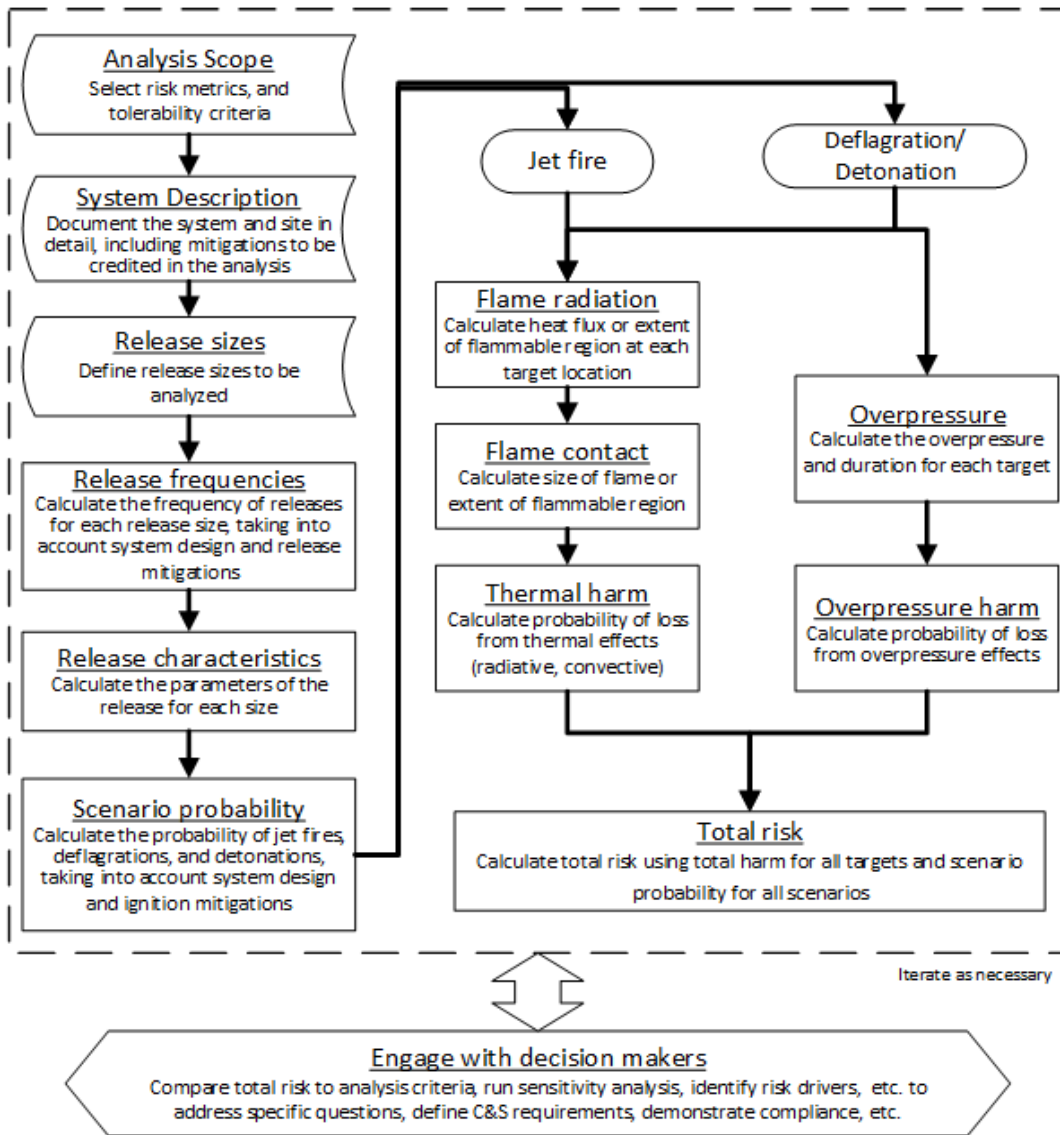 Analysis Scope
Select risk metrics, and
tolerability criteria
System Description
Document the system and site in
detail, including mitigations to be
credited in the analysis
Release sizes
Define release sizes to be
analyzed
Release frequencies
Calculate the frequency of releases
for each release size, taking into
account system design and release
mitigations
Release characteristics
Calculate the parameters of the
release for each size
Scenario probability
Calculate the probability of jet fires,
deflagrations, and detonations,
taking into account system design
and ignition mitigations
Jet fire
Deflagration/
Detonation
Flame radiation
Calculate heat flux or extent
of flammable region at each
target location
Flame contact
Calculate size of flame or
extent of flammable region
Thermal harm
Calculate probability of loss
from thermal effects
(radiative, convective)
Overpressure
Calculate the overpressure
and duration for each target
Overpressure harm
Calculate probability of loss
from overpressure effects
Total risk
Calculate total risk using total harm for all targets and scenario
probability for all scenarios
Iterate as necessary
Engage with decision makers
Compare total risk to analysis criteria, run sensitivity analysis, identify risk drivers, etc. to
address specific questions, define C&S requirements, demonstrate compliance, etc.